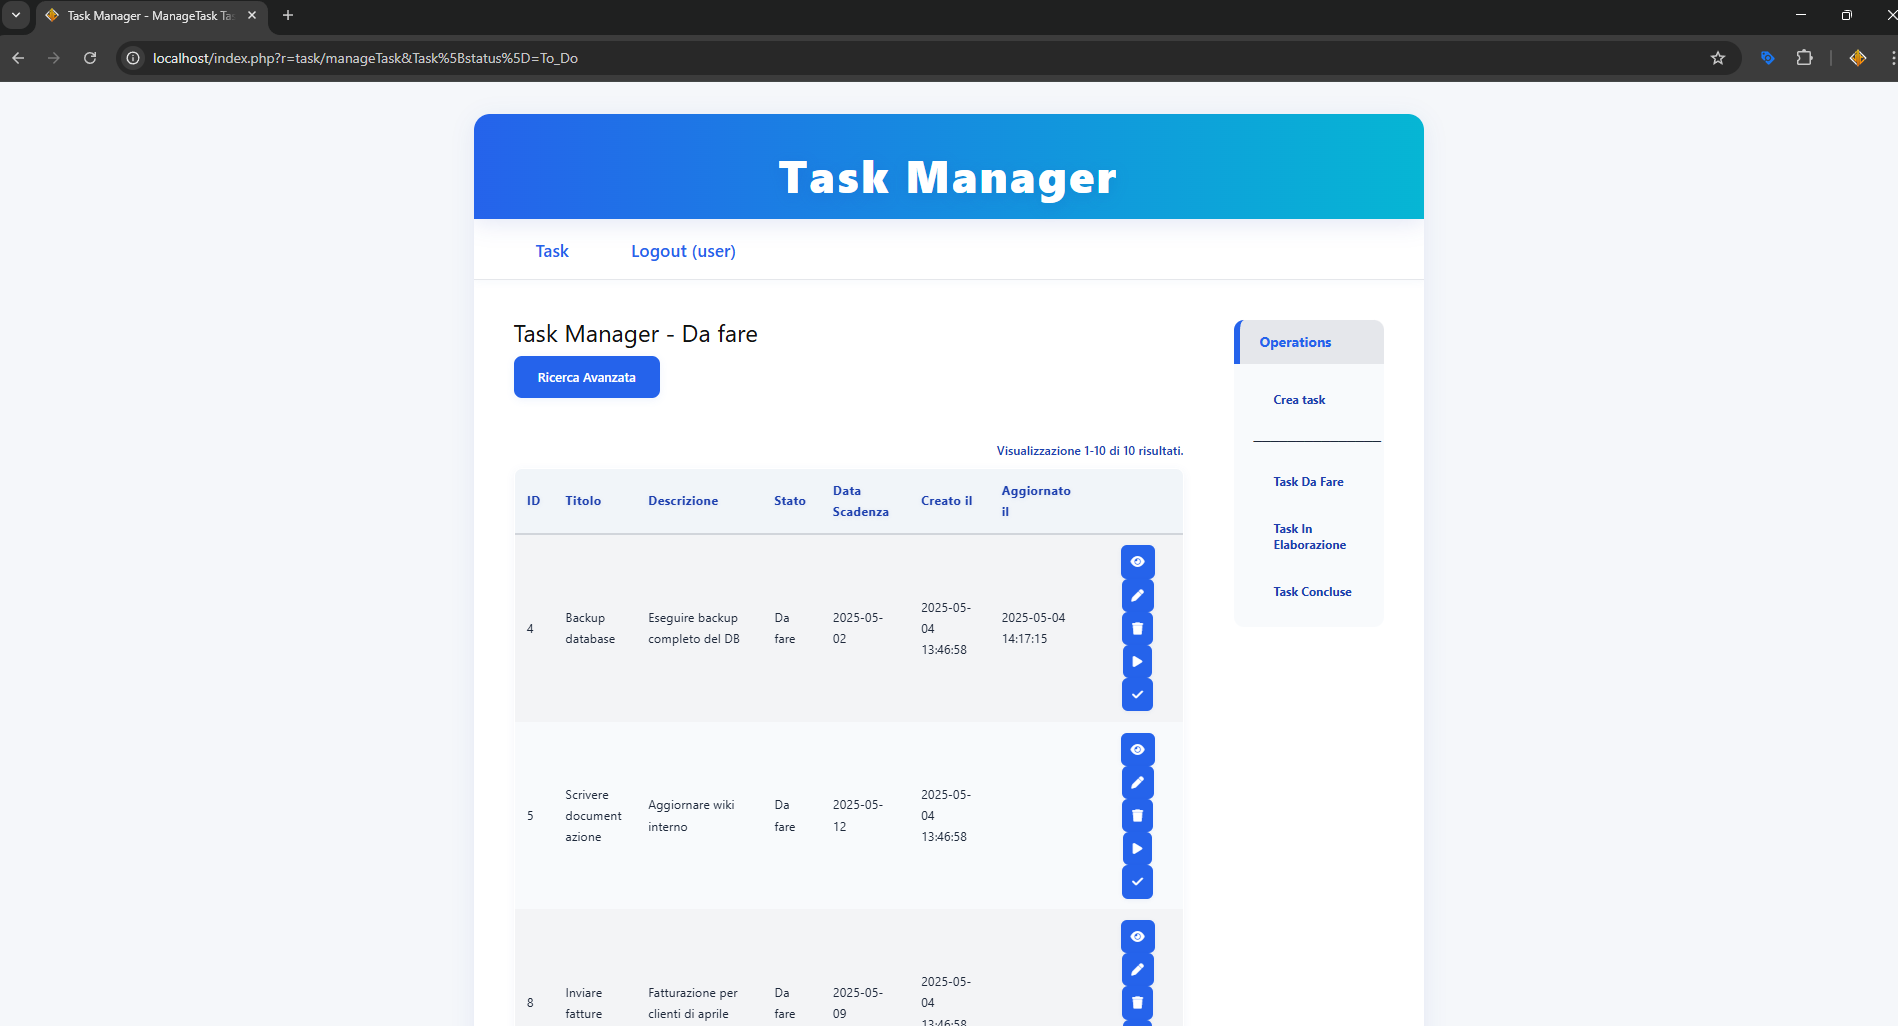 Task Manager - ManageTask Ta
localhost/index.php?r=task/manageTask&Task%5Bstatus%5D=To_Do
Task Manager
Task
Logout (user)
Task Manager - Da fare
Ricerca Avanzata
Visualizzazione 1-10 di 10 risultati.
ID
Titolo
Descrizione
Stato
Data
Scadenza
Creato il
Aggiornato
il
4
Backup
database
Eseguire backup
completo del DB
Da
fare
2025-05-
02
2025-05-
04
13:46:58
2025-05-04
14:17:15
5
Scrivere
document
azione
Aggiornare wiki
interno
Da
fare
2025-05-
12
2025-05-
04
13:46:58
8
Inviare
fatture
Fatturazione per
clienti di aprile
Da
fare
2025-05-
09
2025-05-
04
13:46:58
Operations
Crea task
Task Da Fare
Task In
Elaborazione
Task Concluse